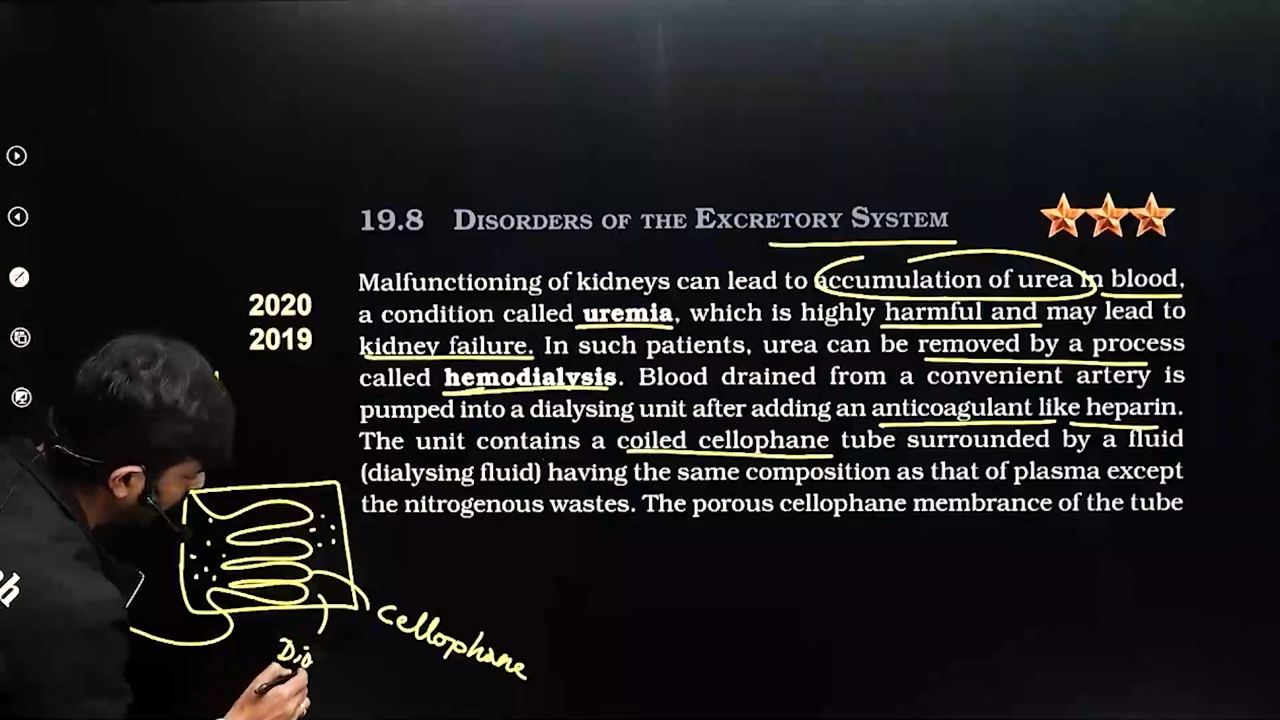 19.8 DISORDERS OF THE EXCRETORY SYSTEM
2020
2019
Malfunctioning of kidneys can lead to accumulation of urea in blood,
a condition called uremia, which is highly harmful and may lead to
kidney failure. In such patients, urea can be removed by a process
called hemodialysis. Blood drained from a convenient artery is
pumped into a dialysing unit after adding an anticoagulant like heparin.
The unit contains a coiled cellophane tube surrounded by a fluid
(dialysing fluid) having the same composition as that of plasma except
the nitrogenous wastes. The porous cellophane membrane of the tube
Cellophane
Dia